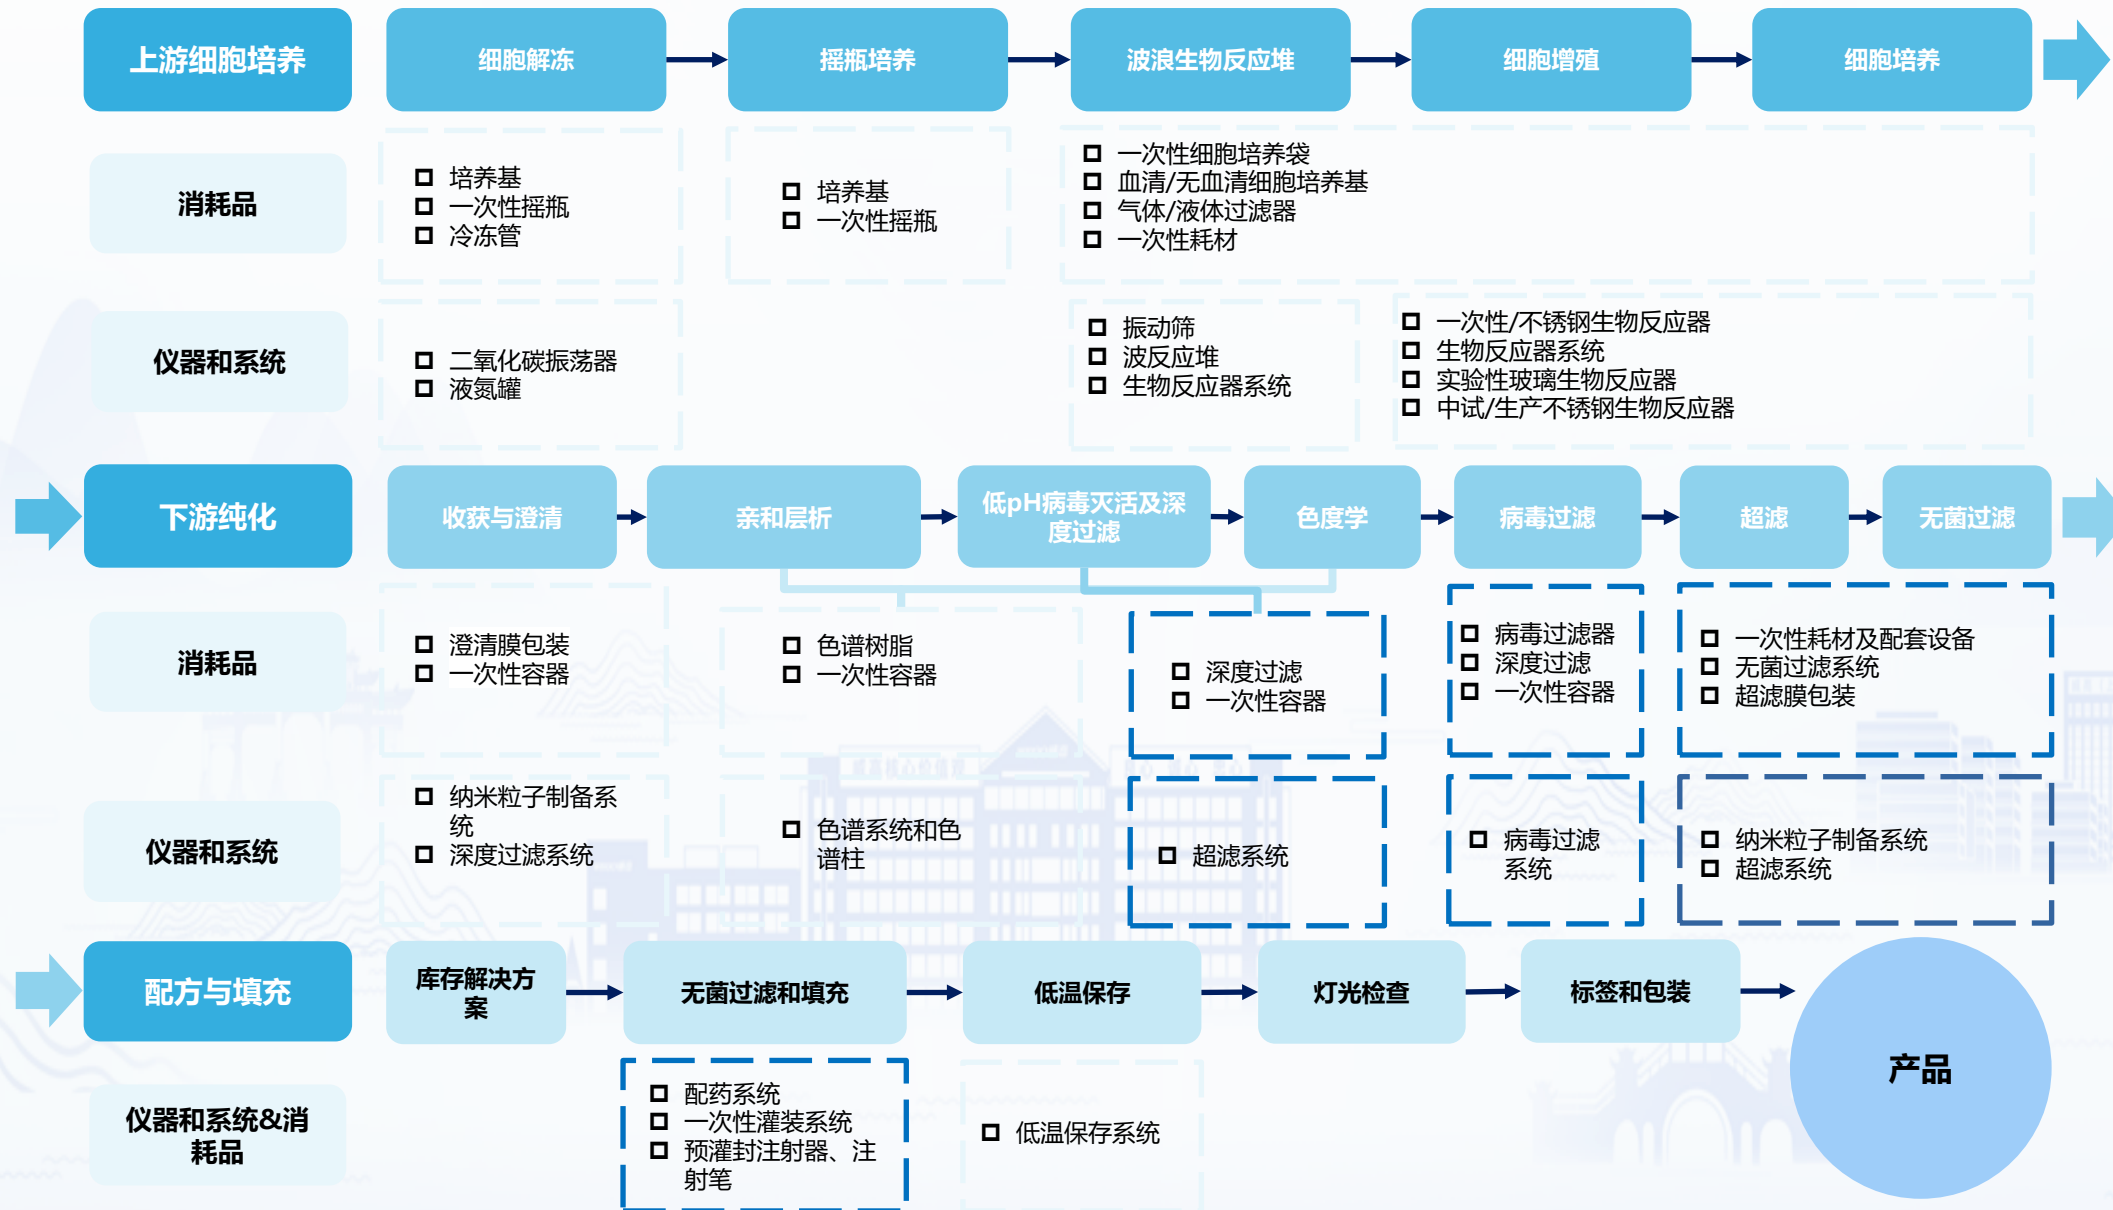 上游细胞培养
细胞解冻
摇瓶培养
波浪生物反应堆
细胞增殖
细胞培养
消耗品
培养基
一次性摇瓶
冷冻管
培养基
一次性摇瓶
一次性细胞培养袋
血清/无血清细胞培养基
气体/液体过滤器
一次性耗材
仪器和系统
二氧化碳振荡器
液氮罐
振动筛
波反应堆
生物反应器系统
一次性/不锈钢生物反应器
生物反应器系统
实验性玻璃生物反应器
中试/生产不锈钢生物反应器
下游纯化
收获与澄清
亲和层析
低pH病毒灭活及深
度过滤
色度学
病毒过滤
超滤
无菌过滤
消耗品
澄清膜包装
一次性容器
色谱树脂
一次性容器
深度过滤
一次性容器
病毒过滤器
深度过滤
一次性容器
一次性耗材及配套设备
无菌过滤系统
超滤膜包装
仪器和系统
纳米粒子制备系
统
深度过滤系统
色谱系统和色
谱柱
超滤系统
病毒过滤
系统
纳米粒子制备系统
超滤系统
配方与填充
库存解决方
案
无菌过滤和填充
低温保存
灯光检查
标签和包装
产品
仪器和系统&消
耗品
配药系统
一次性灌装系统
预灌封注射器、注
射笔
低温保存系统